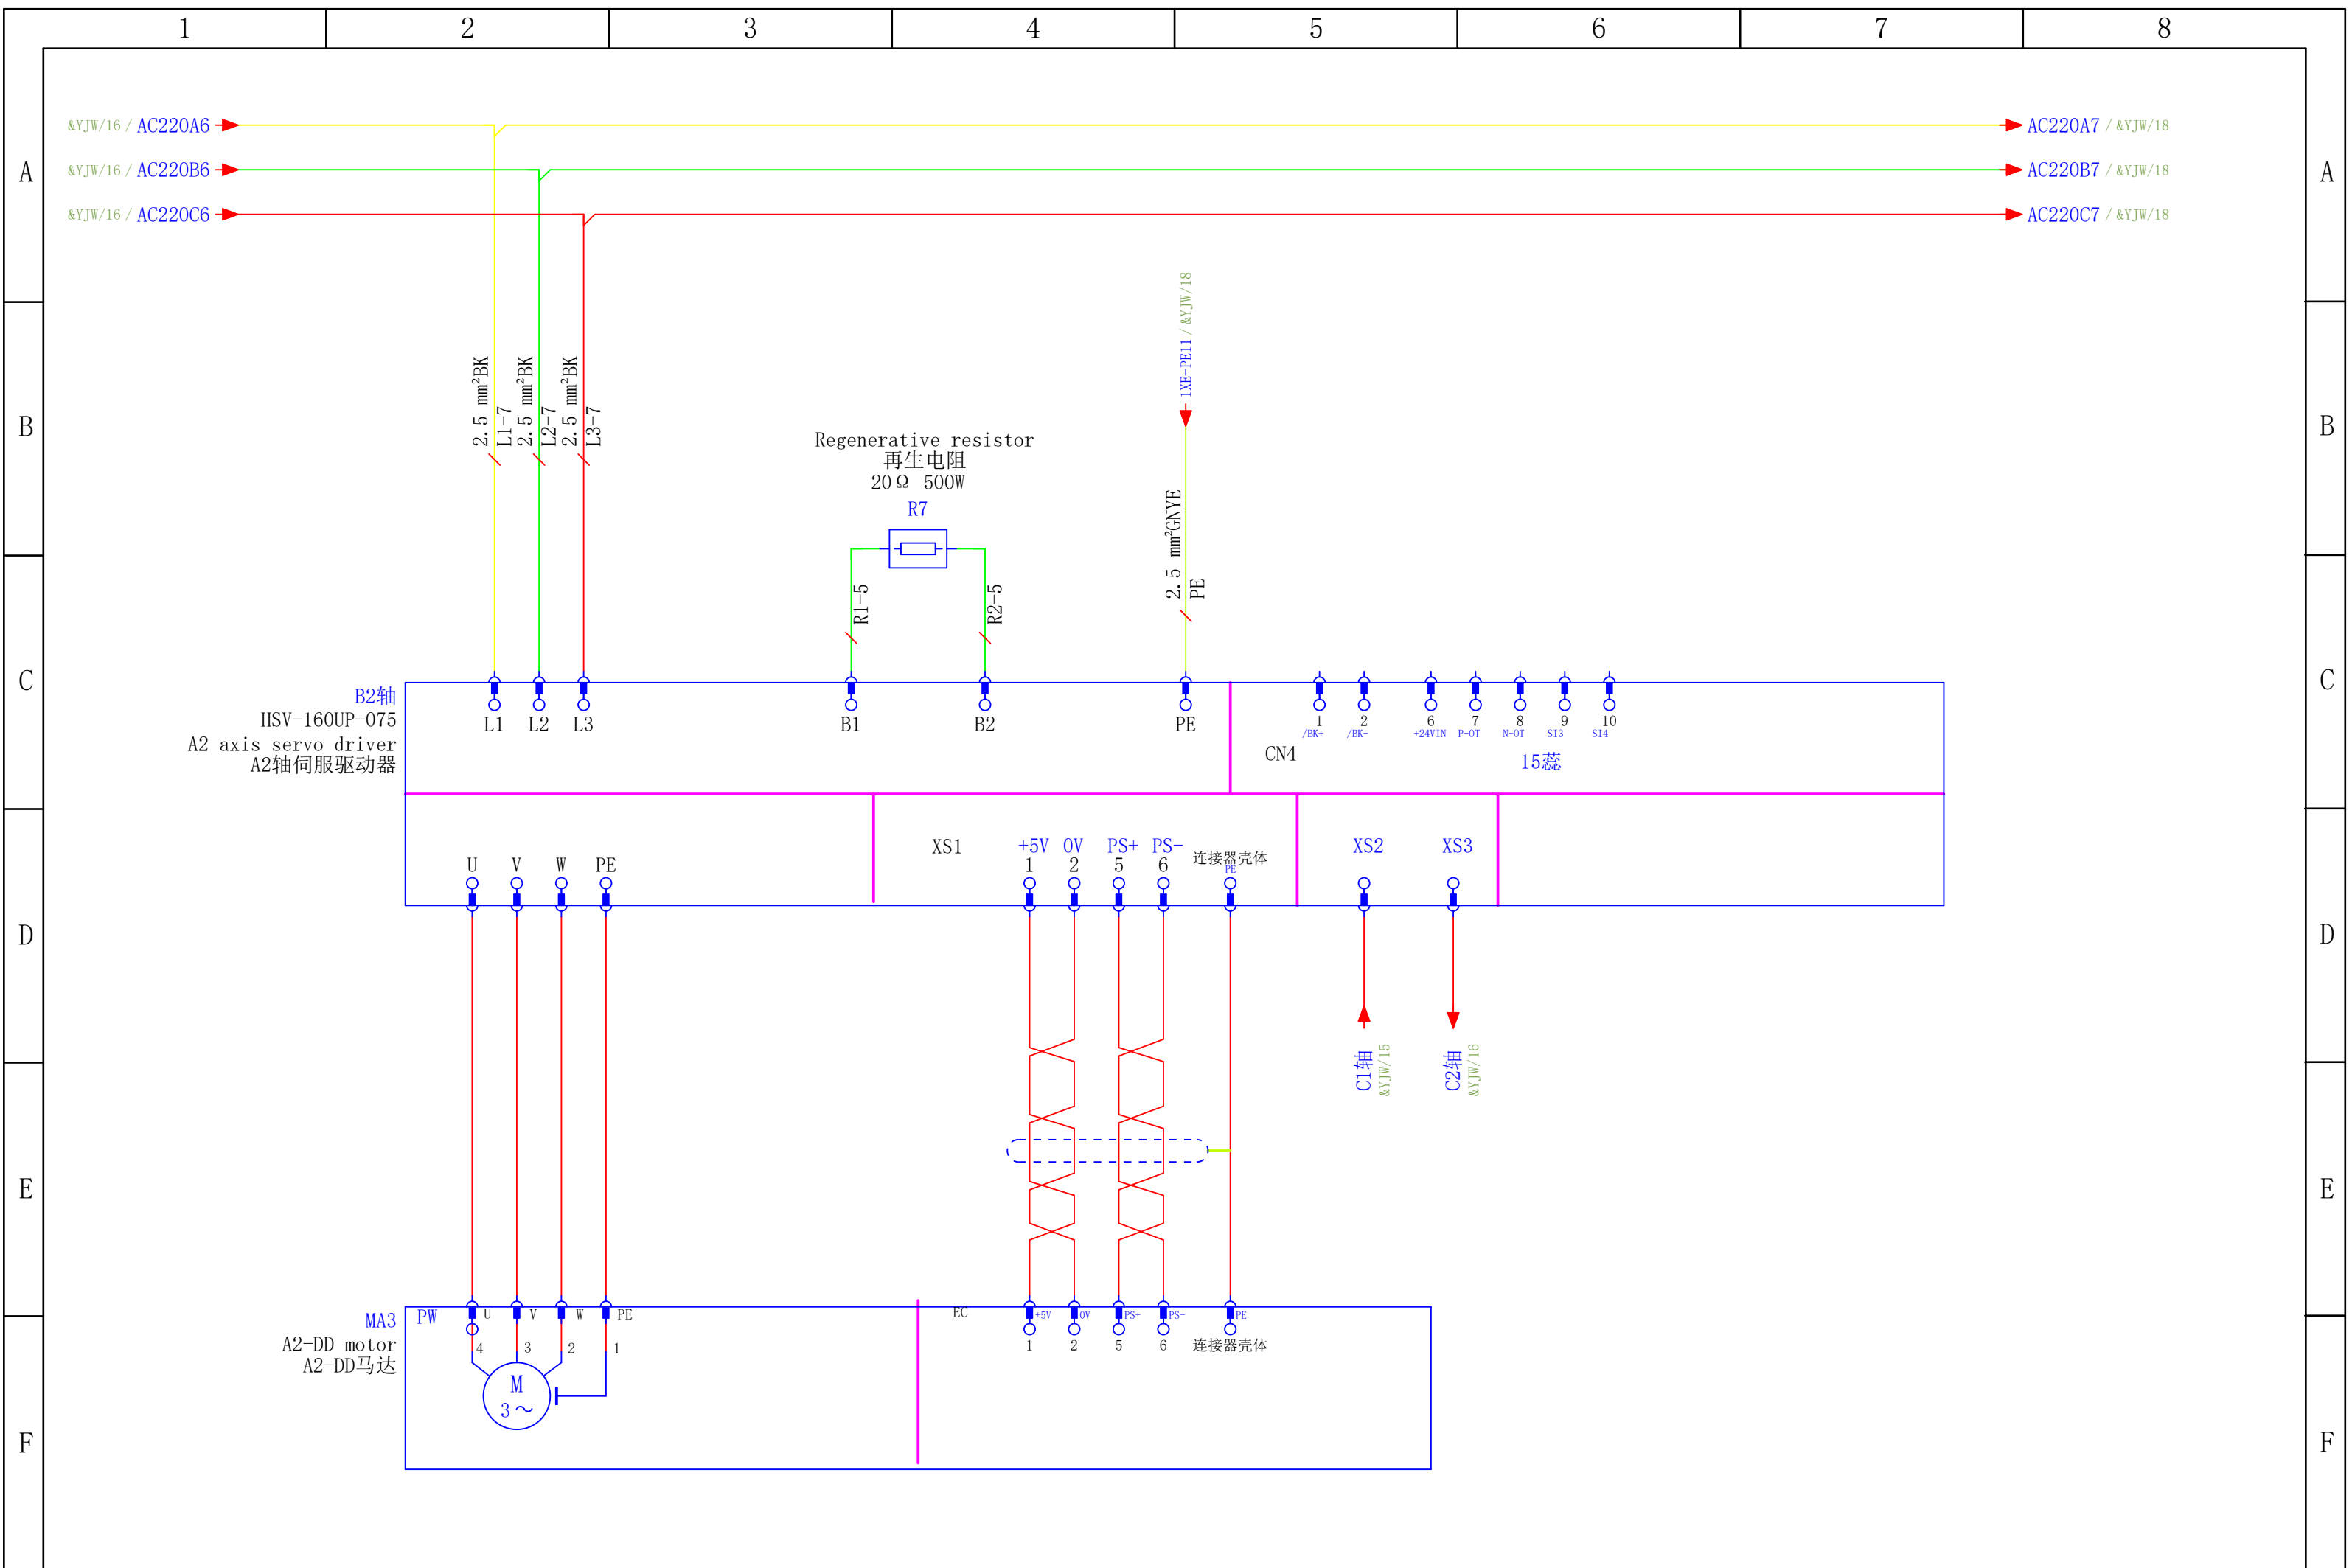 1 2 3 4 5 6 7 8
&YJW/16 / AC220A6 AC220A7 / &YJW/18
A &YJW/16 / AC220B6 AC220B7 / &YJW/18 A
&YJW/16 / AC220C6 AC220C7 / &YJW/18
1XE-PE11 / &YJW/18
2.5 mm²BK
L1-7
2.5 mm²BK
L2-7
2.5 mm²BK
L3-7
B B
Regenerative resistor
再生电阻
20Ω 500W
R7
2.5 mm²GNYE
PE
R1-5
R2-5
C C
B2轴
HSV-160UP-075
A2 axis servo driver
A2轴伺服驱动器
L1 L2 L3 B1 B2 PE
1 2 6 7 8 9 10
/BK+ /BK- +24VIN P-OT N-OT SI3 SI4
CN4
15蕊
XS1 +5V 0V PS+ PS- XS2 XS3
U V W PE 1 2 5 6 连接器壳体
PE
D D
C1轴
&YJW/15
C2轴
&YJW/16
E E
MA3
A2-DD motor
A2-DD马达
PW U V W PE
4 3 2 1
M
3～
EC +5V 0V PS+ PS- PE
1 2 5 6 连接器壳体
F F